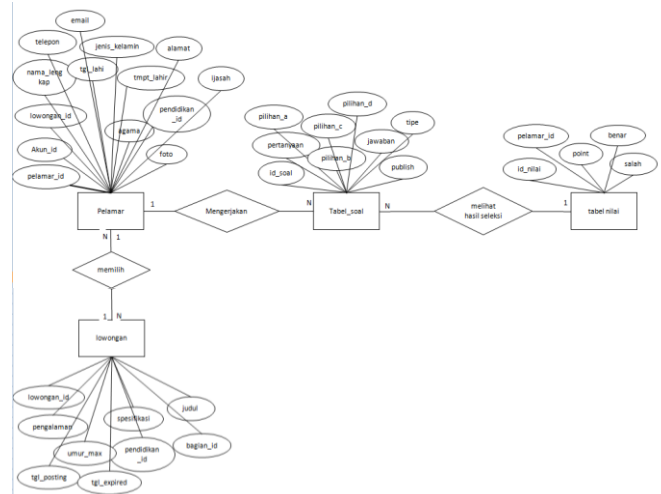 email
telepon
jenis_kelamin
alamat
nama_leng
kap
tgl_lahi
tmpt_lahir
ijasah
lowongan_id
agama
pendidikan
_id
Akun_id
foto
pelamar_id
pilihan_d
pilihan_a
pilihan_c
tipe
pertanyaan
pilihan_b
jawaban
id_soal
publish
pelamar_id
benar
point
id_nilai
salah
Pelamar
1
Mengerjakan
N
Tabel_soal
N
melihat
hasil seleksi
1
tabel nilai
N
1
memilih
1
N
lowongan
lowongan_id
judul
spesifikasi
pengalaman
bagian_id
umur_max
pendidikan
_id
tgl_posting
tgl_expired